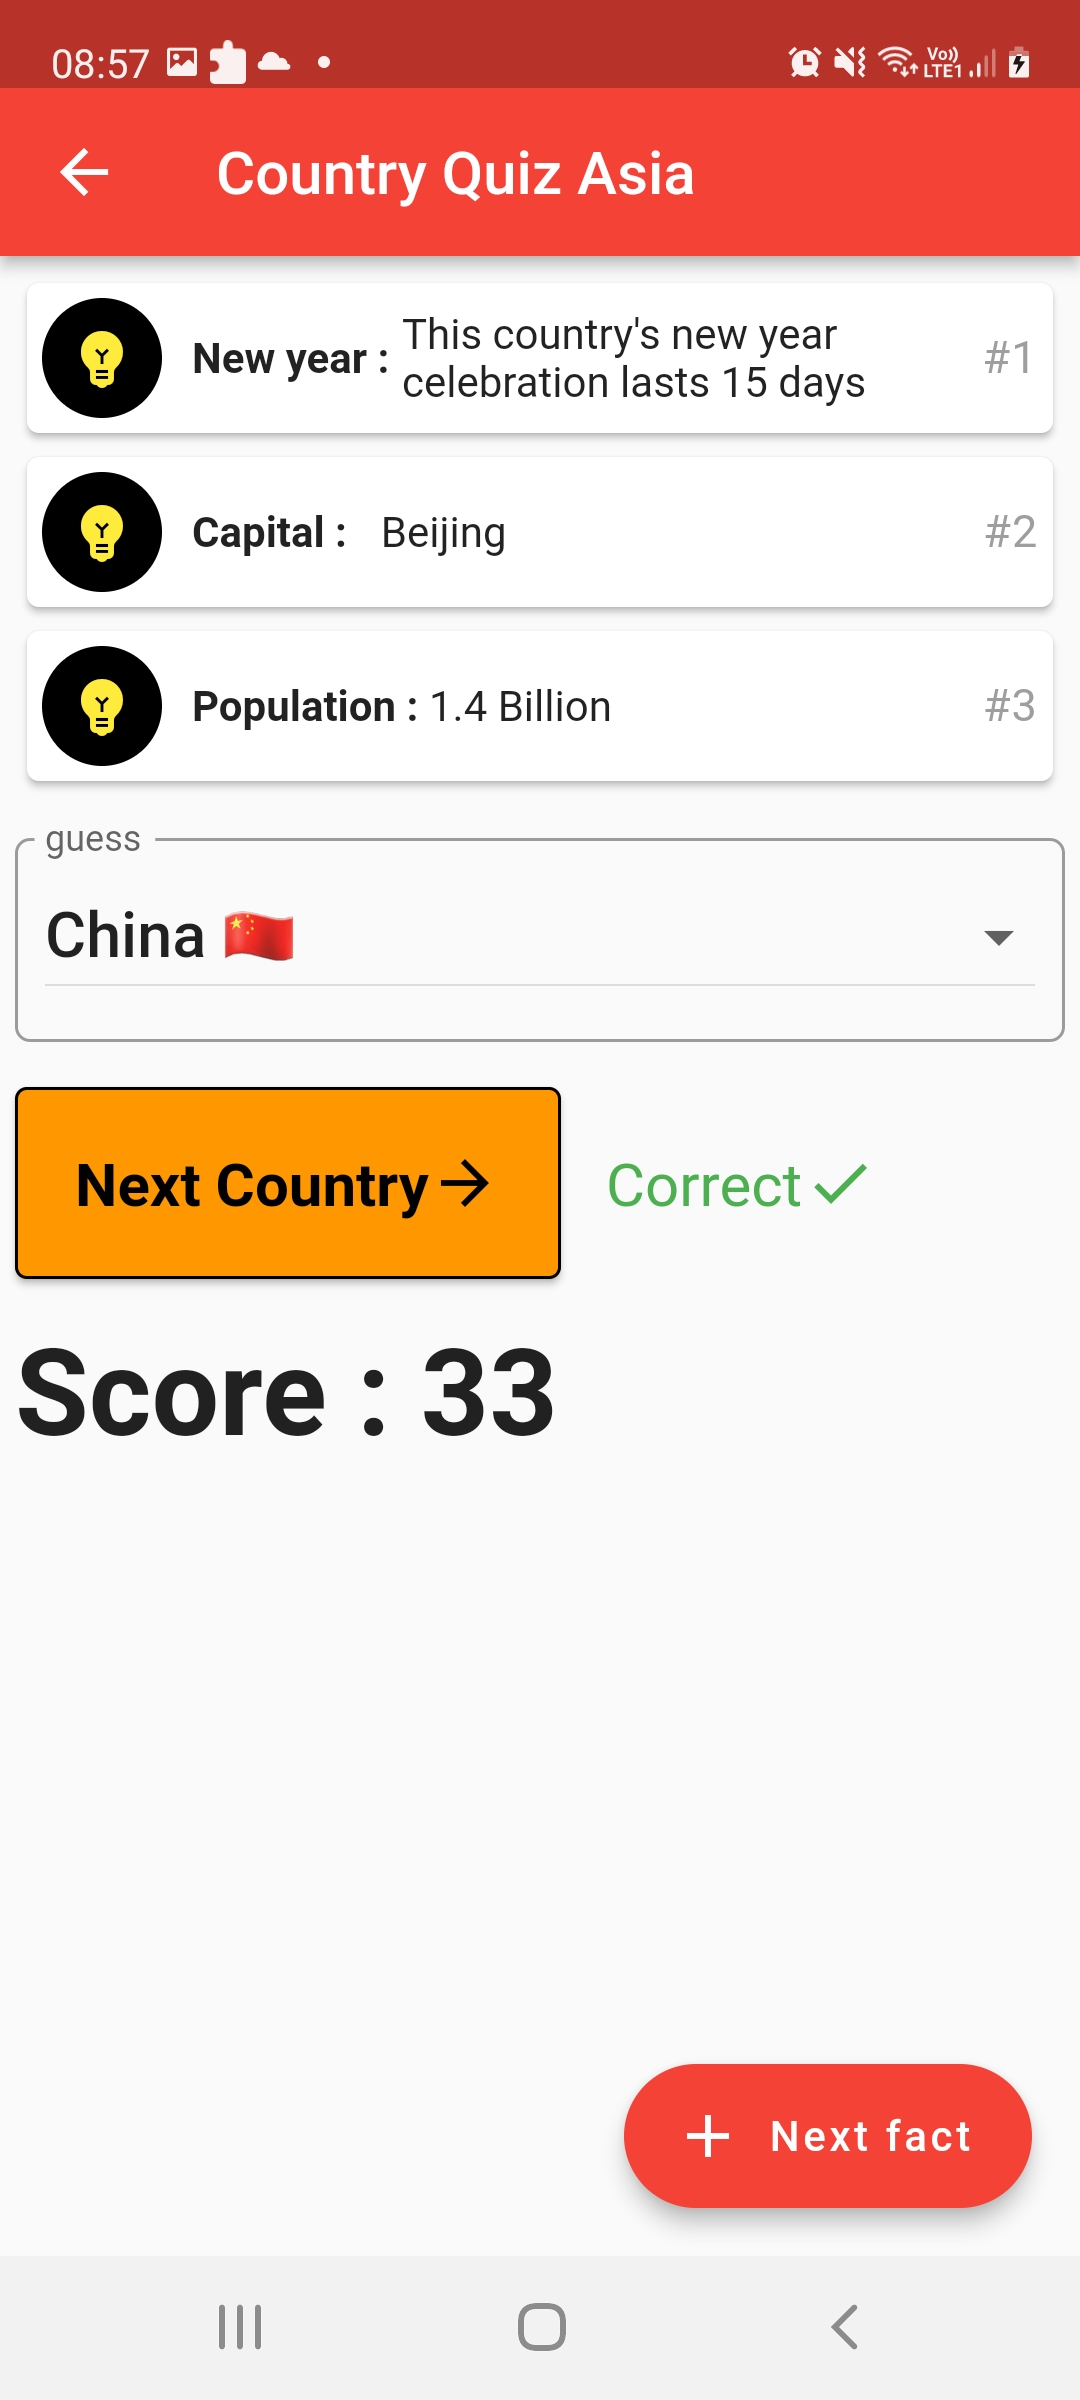 08:57
Vo))
LTE1
Country Quiz Asia
New year :
This country's new year
celebration lasts 15 days
#1
Capital :
Beijing
#2
Population :
1.4 Billion
#3
guess
China 🇨🇳
Next Country
Correct
Score : 33
Next fact